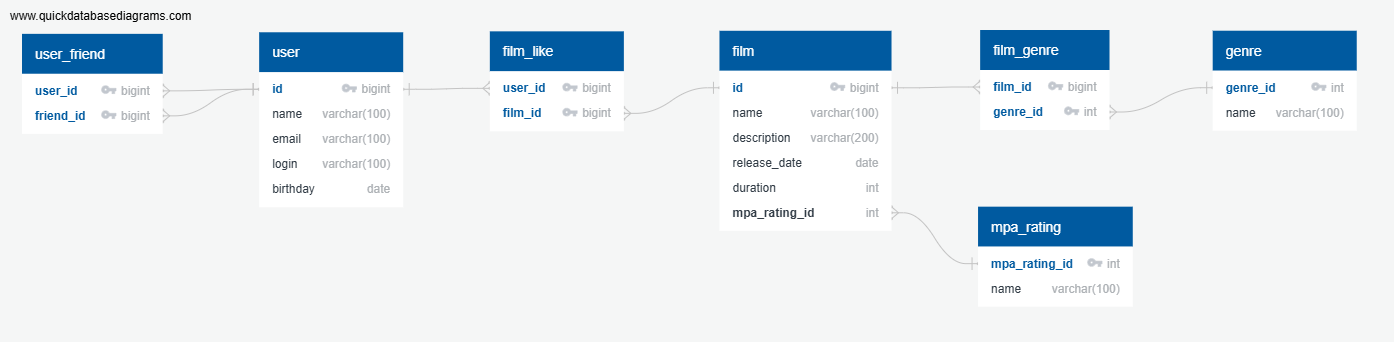 www.quickdatabasediagrams.com
user_friend
user_id bigint
friend_id bigint
user
id bigint
name varchar(100)
email varchar(100)
login varchar(100)
birthday date
film_like
user_id bigint
film_id bigint
film
id bigint
name varchar(100)
description varchar(200)
release_date date
duration int
mpa_rating_id int
film_genre
film_id bigint
genre_id int
genre
genre_id int
name varchar(100)
mpa_rating
mpa_rating_id int
name varchar(100)